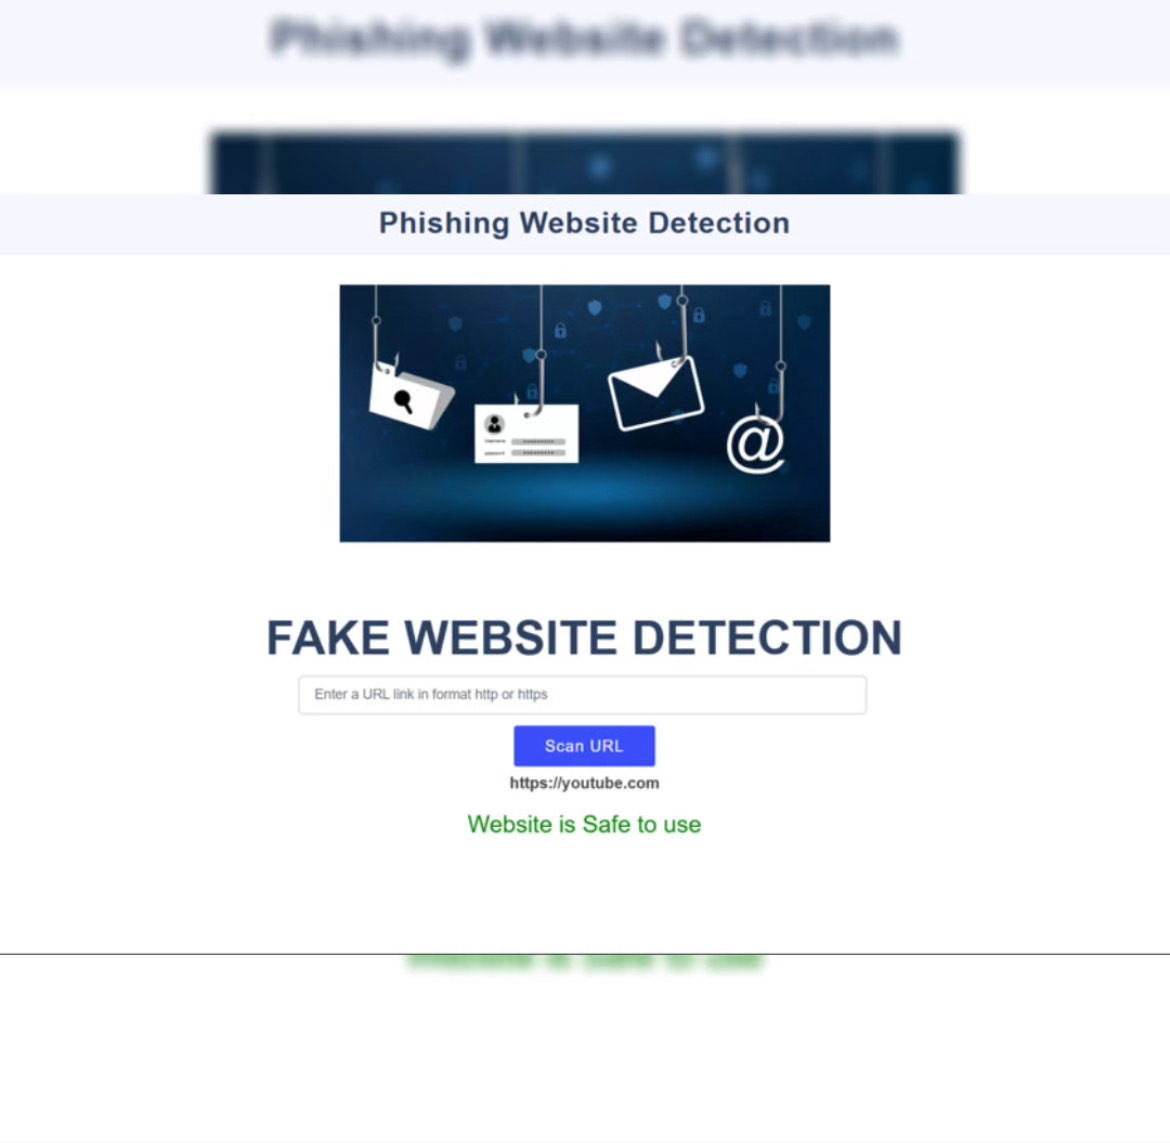 Phishing Website Detection
Phishing Website Detection
@
FAKE WEBSITE DETECTION
Enter a URL link in format http or https
Scan URL
https://youtube.com
Website is Safe to use
Website is Safe to use